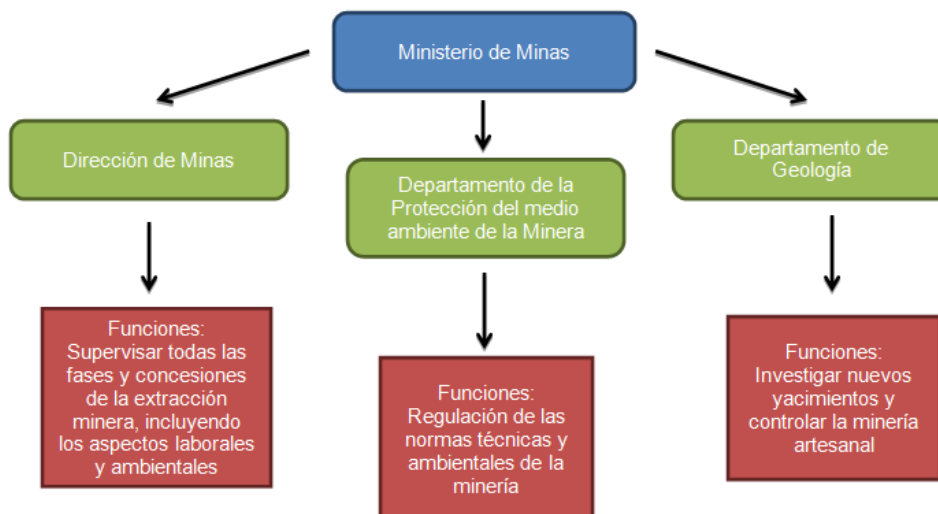 Ministerio de Minas
Dirección de Minas
Departamento de la
Protección del medio
ambiente de la Minera
Departamento de
Geología
Funciones:
Supervisar todas las
fases y concesiones
de la extracción
minera, incluyendo
los aspectos laborales
y ambientales
Funciones:
Regulación de las
normas técnicas y
ambientales de la
minería
Funciones:
Investigar nuevos
yacimientos y
controlar la minería
artesanal